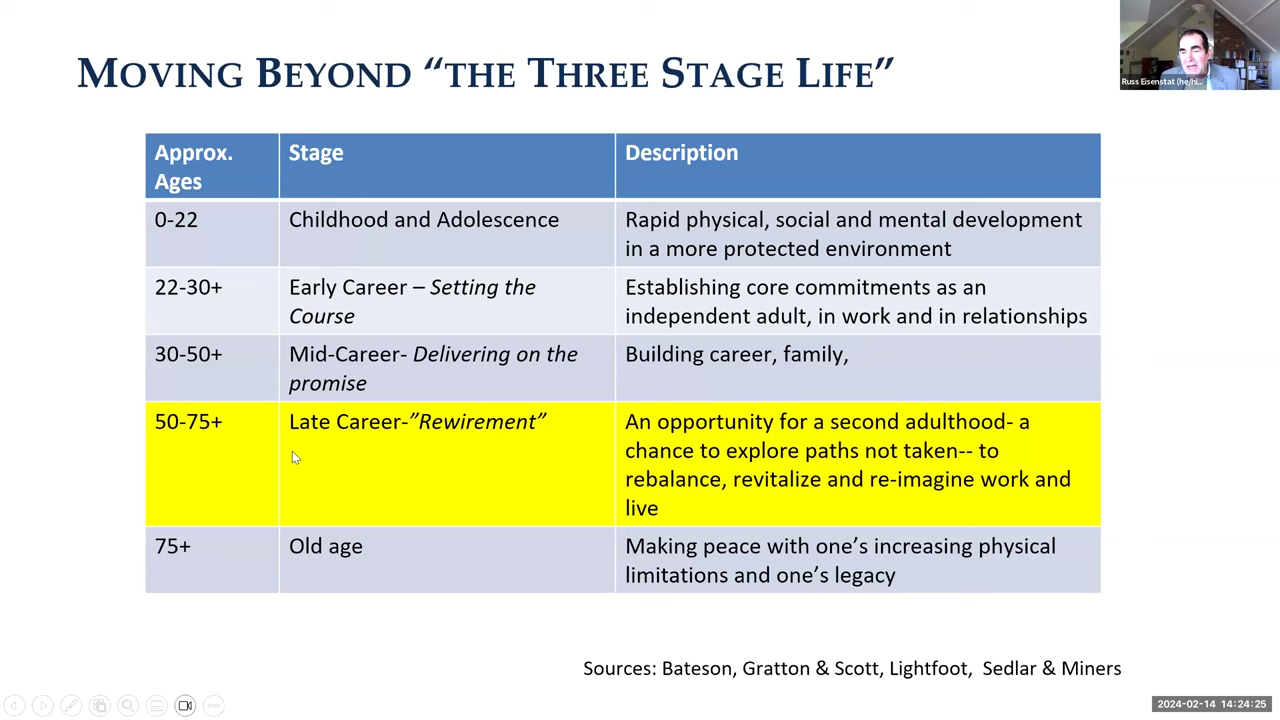 MOVING BEYOND “THE THREE STAGE LIFE”
Russ Eisenstat (he/hi...
Approx.
Ages
Stage
Description
0-22
Childhood and Adolescence
Rapid physical, social and mental development
in a more protected environment
22-30+
Early Career – Setting the
Course
Establishing core commitments as an
independent adult, in work and in relationships
30-50+
Mid-Career- Delivering on the
promise
Building career, family,
50-75+
Late Career-”Rewirement”
An opportunity for a second adulthood- a
chance to explore paths not taken-- to
rebalance, revitalize and re-imagine work and
live
75+
Old age
Making peace with one’s increasing physical
limitations and one’s legacy
Sources: Bateson, Gratton & Scott, Lightfoot, Sedlar & Miners
2024-02-14 14:24:25